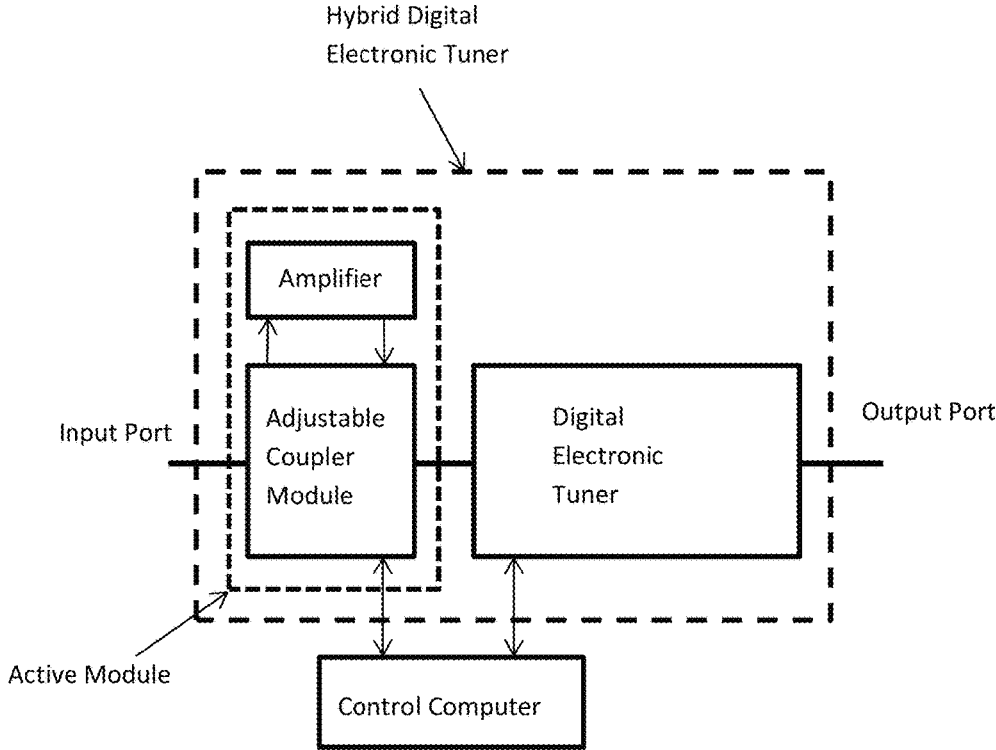 Hybrid Digital
Electronic Tuner
Amplifier
Input Port
Adjustable
Coupler
Module
Digital
Electronic
Tuner
Output Port
Active Module
Control Computer